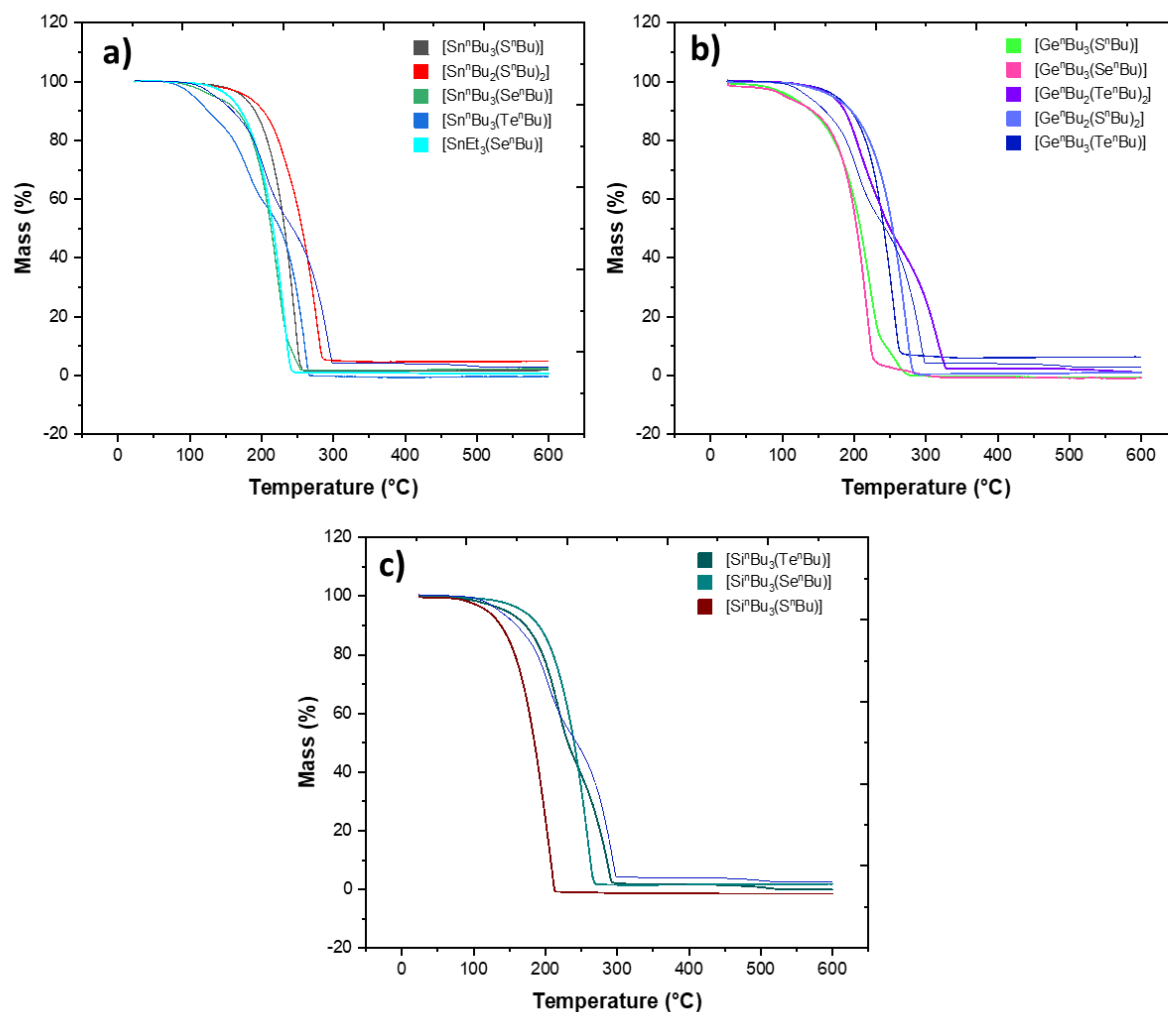 a)
[SnⁿBu₃(SⁿBu)]
[SnⁿBu₂(SⁿBu)₂]
[SnⁿBu₃(SeⁿBu)]
[SnⁿBu₃(TeⁿBu)]
[SnEt₃(SeⁿBu)]
120
100
80
60
40
20
0
-20
Mass (%)
0 100 200 300 400 500 600
Temperature (°C)
b)
[GeⁿBu₃(SⁿBu)]
[GeⁿBu₃(SeⁿBu)]
[GeⁿBu₂(TeⁿBu)₂]
[GeⁿBu₂(SⁿBu)₂]
[GeⁿBu₃(TeⁿBu)]
120
100
80
60
40
20
0
-20
Mass (%)
0 100 200 300 400 500 600
Temperature (°C)
c)
[SiⁿBu₃(TeⁿBu)]
[SiⁿBu₃(SeⁿBu)]
[SiⁿBu₃(SⁿBu)]
120
100
80
60
40
20
0
-20
Mass (%)
0 100 200 300 400 500 600
Temperature (°C)